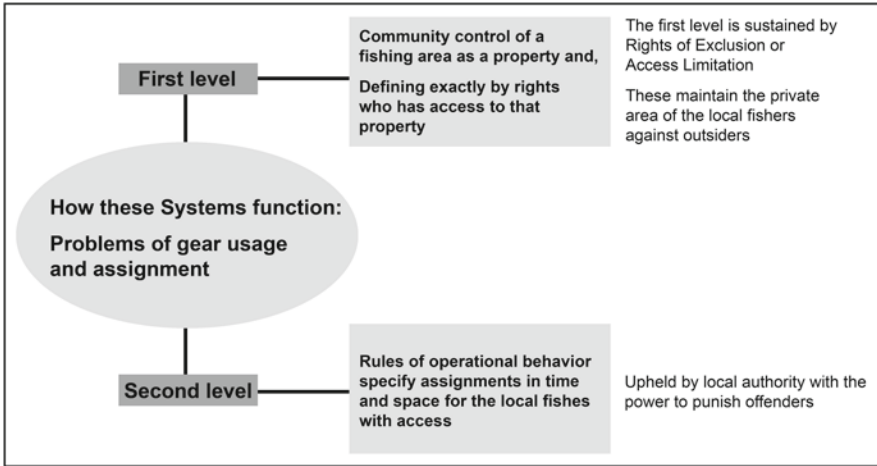 Community control of a
fishing area as a property and,
Defining exactly by rights
who has access to that
property
The first level is sustained by
Rights of Exclusion or
Access Limitation
These maintain the private
area of the local fishers
against outsiders
First level
How these Systems function:
Problems of gear usage
and assignment
Second level
Rules of operational behavior
specify assignments in time
and space for the local fishes
with access
Upheld by local authority with the
power to punish offenders